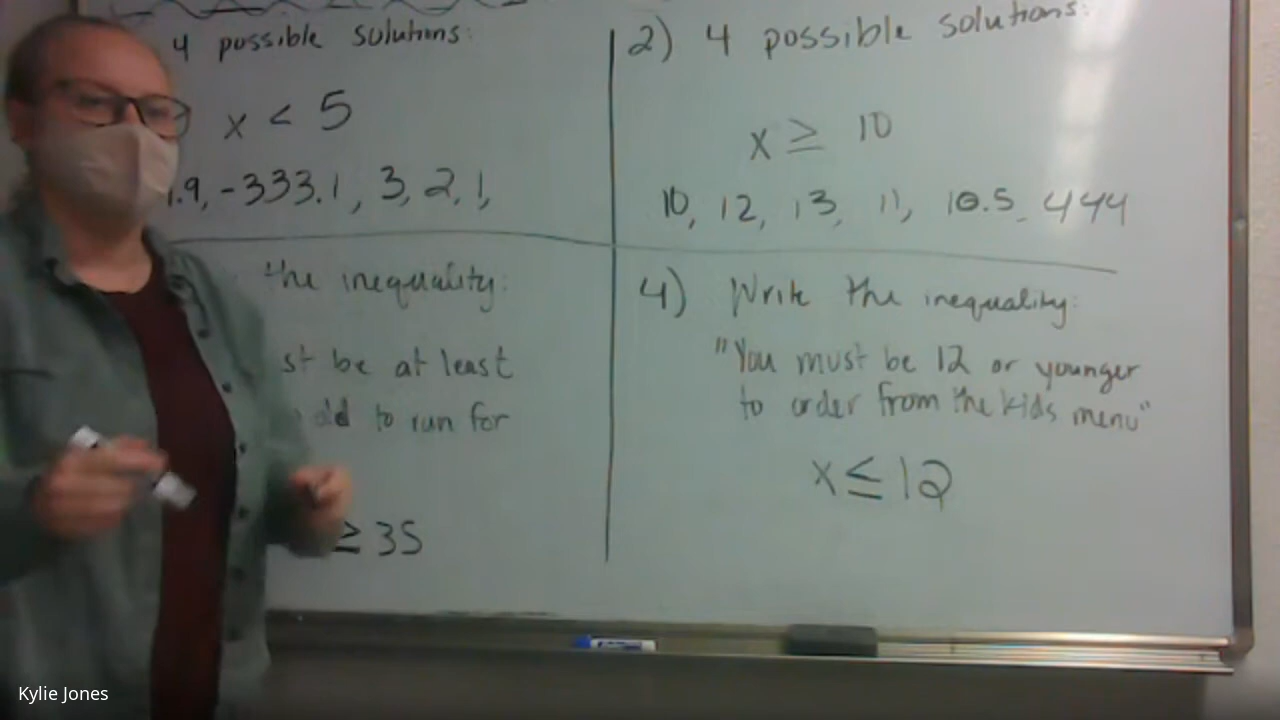 4 possible solutions:
x < 5
1.9, -333.1, 3, 2, 1,
2) 4 possible solutions:
x ≥ 10
10, 12, 13, 11, 10.5, 444
the inequality:
st be at least
old to run for
≥ 35
4) Write the inequality:
"You must be 12 or younger
to order from the kids menu"
x ≤ 12
Kylie Jones